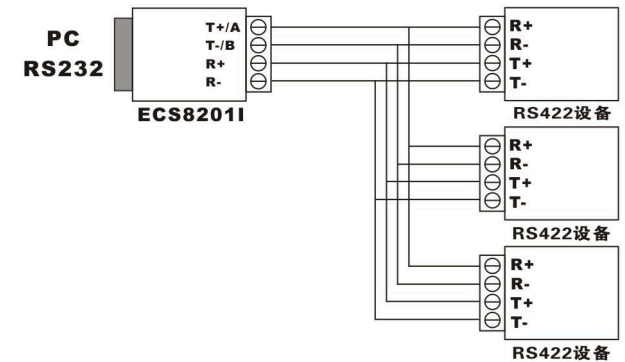 PC
RS232
T+/A
T-/B
R+
R-
ECS8201I
R+
R-
T+
T-
RS422设备
R+
R-
T+
T-
RS422设备
R+
R-
T+
T-
RS422设备